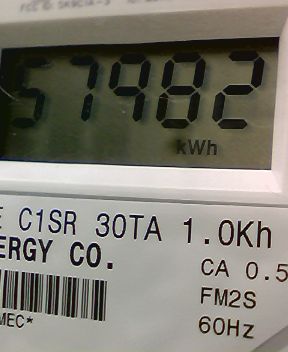 57982
kWh
E C1SR 30TA 1.0Kh
ERGY CO.
CA 0.5
FM2S
MEC*
60Hz